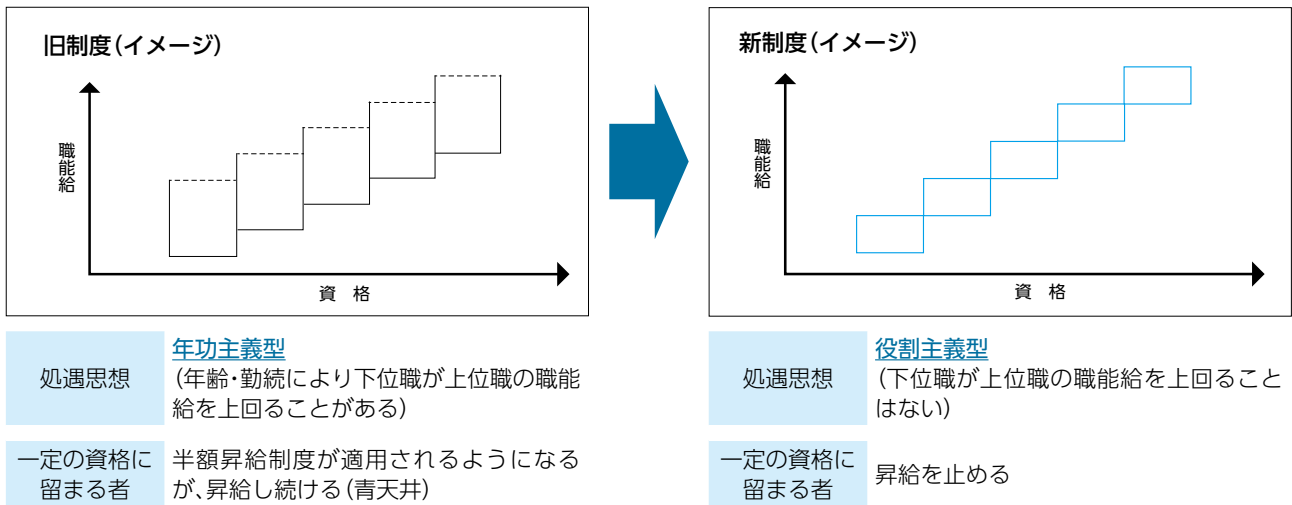 旧制度(イメージ)
職能給
資 格
処遇思想
年功主義型
(年齢・勤続により下位職が上位職の職能
給を上回ることがある)
一定の資格に
留まる者
半額昇給制度が適用されるようになる
が、昇給し続ける(青天井)
新制度(イメージ)
職能給
資 格
処遇思想
役割主義型
(下位職が上位職の職能給を上回ること
はない)
一定の資格に
留まる者
昇給を止める